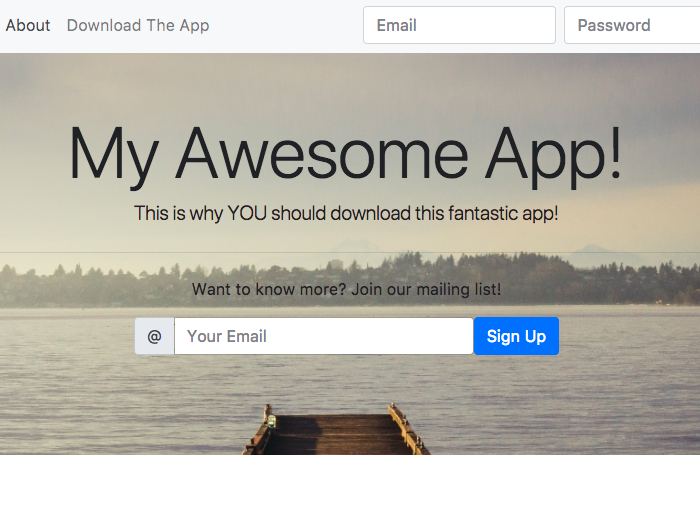 About Download The App Email Password
My Awesome App!
This is why YOU should download this fantastic app!
Want to know more? Join our mailing list!
@ Your Email Sign Up